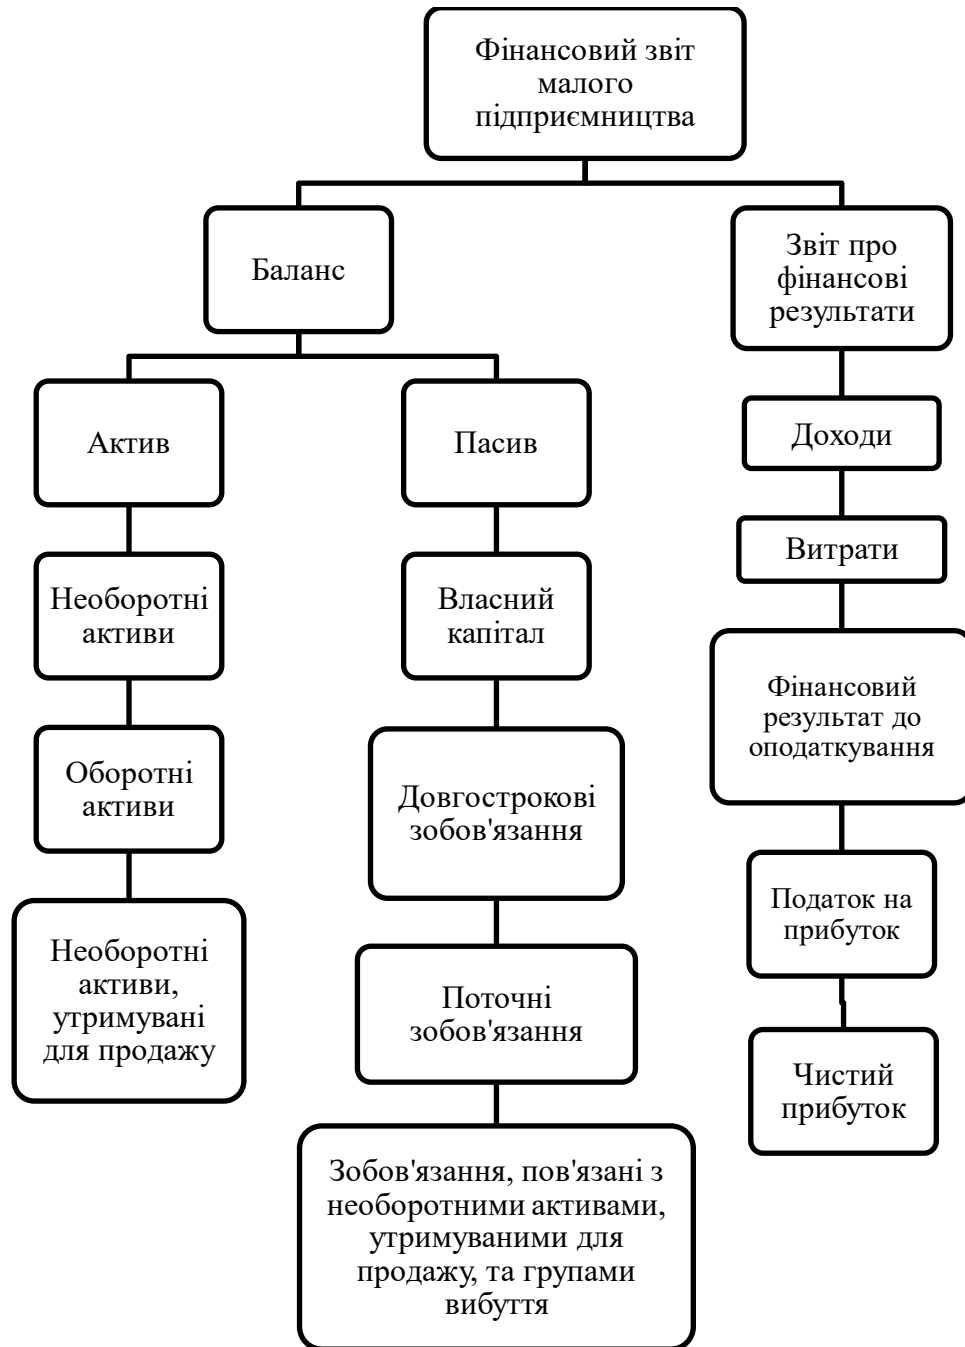 Фінансовий звіт
малого
підприємництва
Баланс
Звіт про
фінансові
результати
Актив
Пасив
Доходи
Витрати
Необоротні
активи
Власний
капітал
Фінансовий
результат до
оподаткування
Оборотні
активи
Довгострокові
зобов'язання
Податок на
прибуток
Необоротні
активи,
утримувані
для продажу
Поточні
зобов'язання
Чистий
прибуток
Зобов'язання, пов'язані з
необоротними активами,
утримуваними для
продажу, та групами
вибуття